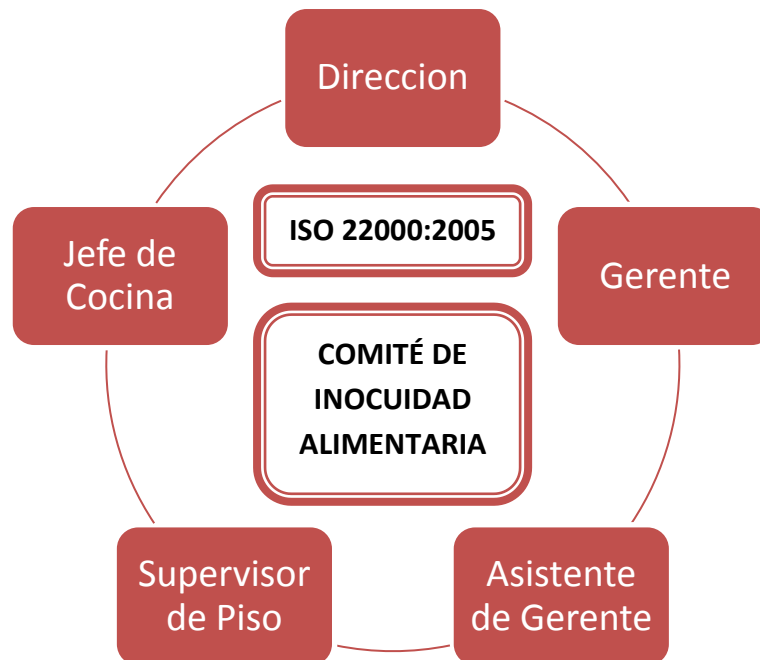 Direccion
ISO 22000:2005
Jefe de
Cocina
Gerente
COMITÉ DE
INOCUIDAD
ALIMENTARIA
Supervisor
de Piso
Asistente
de Gerente